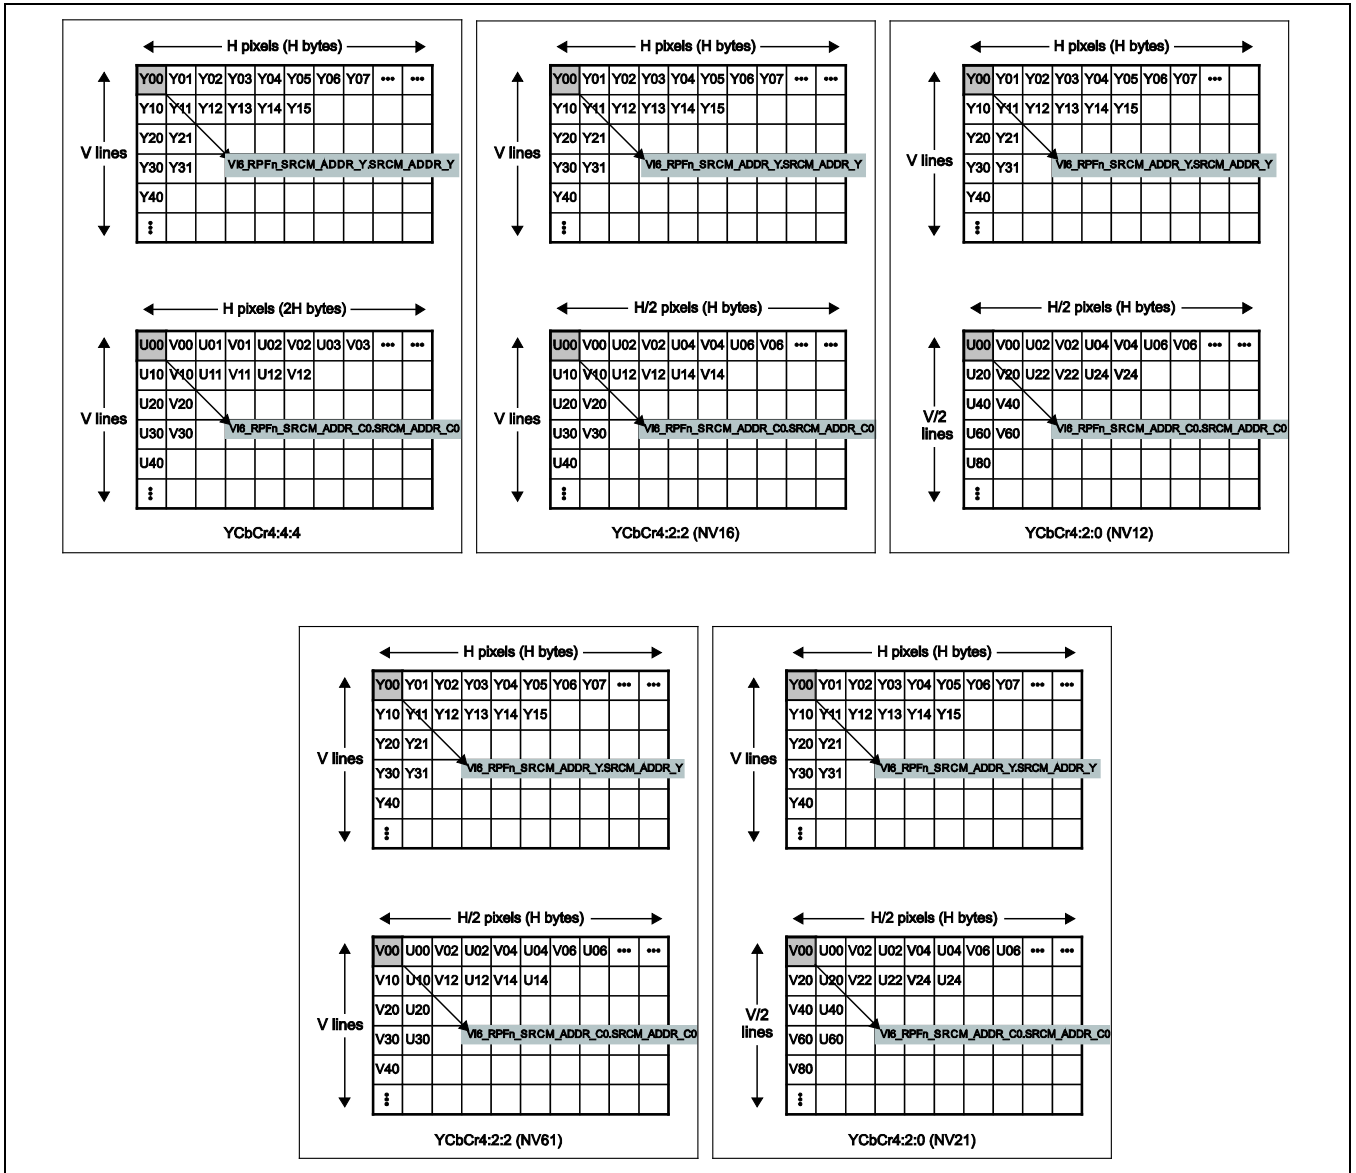 H pixels (H bytes)
Y00 Y01 Y02 Y03 Y04 Y05 Y06 Y07 ••• •••
Y10 Y11 Y12 Y13 Y14 Y15
Y20 Y21
V lines
Y30 Y31
VI6_RPFn_SRCM_ADDR_Y.SRCM_ADDR_Y
Y40
H pixels (2H bytes)
U00 V00 U01 V01 U02 V02 U03 V03 ••• •••
U10 V10 U11 V11 U12 V12
U20 V20
V lines
U30 V30
VI6_RPFn_SRCM_ADDR_C0.SRCM_ADDR_C0
U40
YCbCr4:4:4
H pixels (H bytes)
Y00 Y01 Y02 Y03 Y04 Y05 Y06 Y07 ••• •••
Y10 Y11 Y12 Y13 Y14 Y15
Y20 Y21
V lines
Y30 Y31
VI6_RPFn_SRCM_ADDR_Y.SRCM_ADDR_Y
Y40
H/2 pixels (H bytes)
U00 V00 U02 V02 U04 V04 U06 V06 ••• •••
U10 V10 U12 V12 U14 V14
U20 V20
V lines
U30 V30
VI6_RPFn_SRCM_ADDR_C0.SRCM_ADDR_C0
U40
YCbCr4:2:2 (NV16)
H pixels (H bytes)
Y00 Y01 Y02 Y03 Y04 Y05 Y06 Y07 ••• •••
Y10 Y11 Y12 Y13 Y14 Y15
Y20 Y21
V lines
Y30 Y31
VI6_RPFn_SRCM_ADDR_Y.SRCM_ADDR_Y
Y40
H/2 pixels (H bytes)
U00 V00 U02 V02 U04 V04 U06 V06 ••• •••
U20 V20 U22 V22 U24 V24
U40 V40
V/2
lines
U60 V60
VI6_RPFn_SRCM_ADDR_C0.SRCM_ADDR_C0
U80
YCbCr4:2:0 (NV12)
H pixels (H bytes)
Y00 Y01 Y02 Y03 Y04 Y05 Y06 Y07 ••• •••
Y10 Y11 Y12 Y13 Y14 Y15
Y20 Y21
V lines
Y30 Y31
VI6_RPFn_SRCM_ADDR_Y.SRCM_ADDR_Y
Y40
H/2 pixels (H bytes)
V00 U00 V02 U02 V04 U04 V06 U06 ••• •••
V10 U10 V12 U12 V14 U14
V20 U20
V lines
V30 U30
VI6_RPFn_SRCM_ADDR_C0.SRCM_ADDR_C0
V40
YCbCr4:2:2 (NV61)
H pixels (H bytes)
Y00 Y01 Y02 Y03 Y04 Y05 Y06 Y07 ••• •••
Y10 Y11 Y12 Y13 Y14 Y15
Y20 Y21
V lines
Y30 Y31
VI6_RPFn_SRCM_ADDR_Y.SRCM_ADDR_Y
Y40
H/2 pixels (H bytes)
V00 U00 V02 U02 V04 U04 V06 U06 ••• •••
V20 U20 V22 U22 V24 U24
V40 U40
V/2
lines
V60 U60
VI6_RPFn_SRCM_ADDR_C0.SRCM_ADDR_C0
V80
YCbCr4:2:0 (NV21)